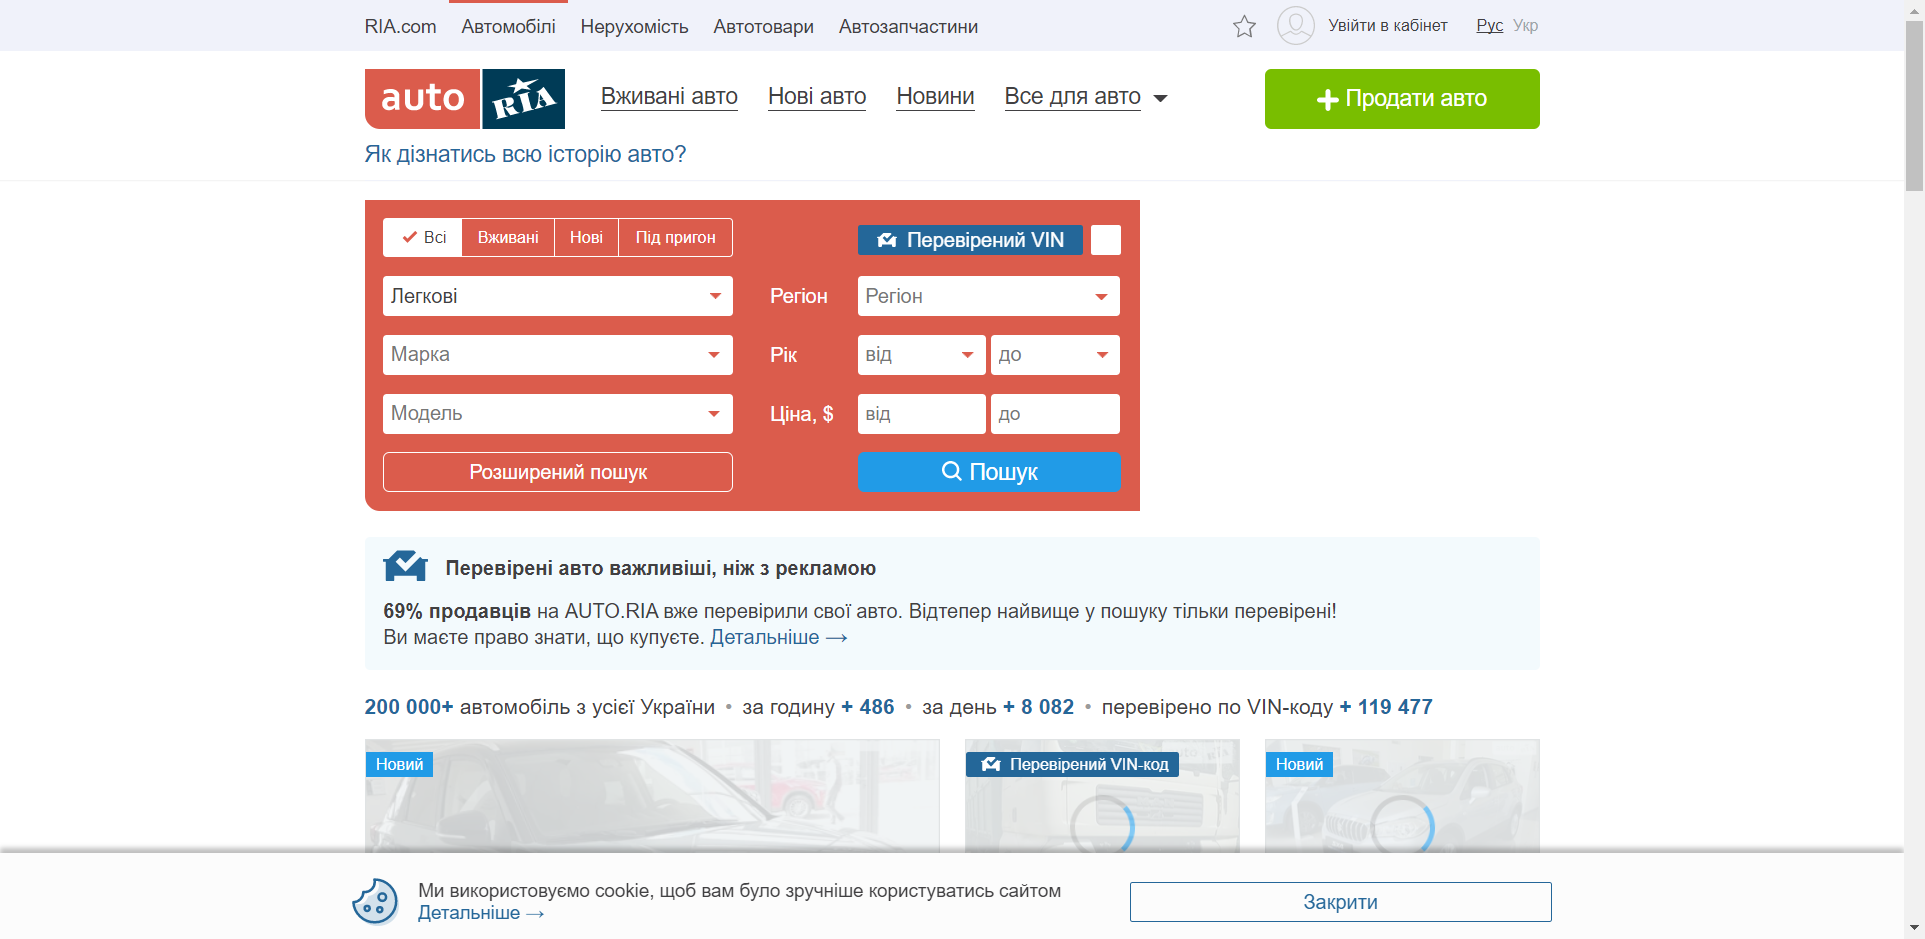 RIA.com Автомобілі Нерухомість Автотовари Автозапчастини Увійти в кабінет Рус Укр
auto RIA Вживані авто Нові авто Новини Все для авто Продати авто
Як дізнатись всю історію авто?
Всі Вживані Нові Під пригон Перевірений VIN
Легкові Регіон Регіон
Марка Рік від до
Модель Ціна, $ від до
Розширений пошук Пошук
Перевірені авто важливіші, ніж з рекламою
69% продавців на AUTO.RIA вже перевірили свої авто. Відтепер найвище у пошуку тільки перевірені!
Ви маєте право знати, що купуєте. Детальніше →
200 000+ автомобіль з усієї України • за годину + 486 • за день + 8 082 • перевірено по VIN-коду + 119 477
Новий Перевірений VIN-код Новий
Ми використовуємо cookie, щоб вам було зручніше користуватись сайтом
Детальніше →
Закрити